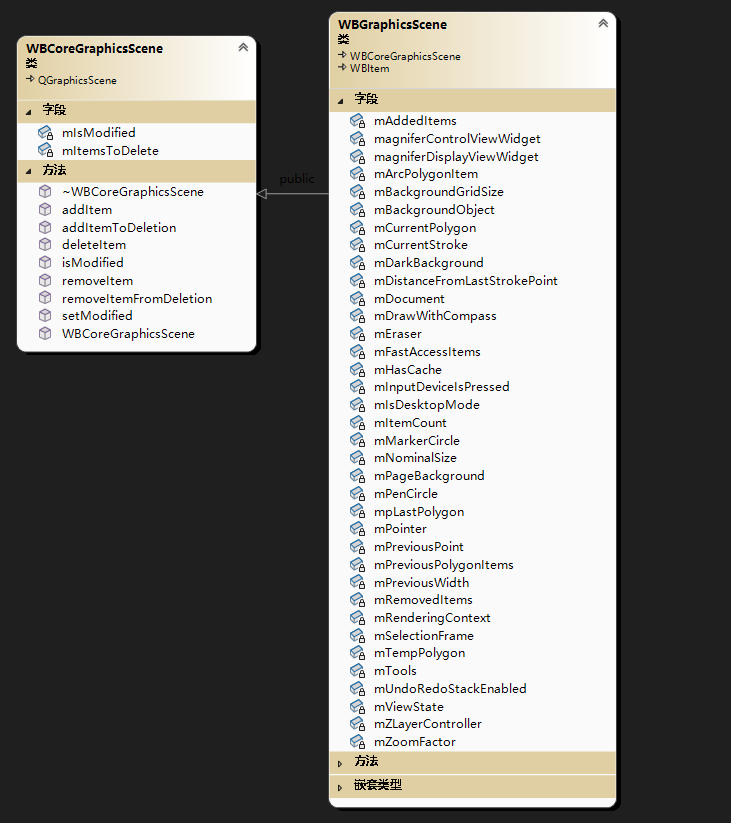 WBCoreGraphicsScene
类
QGraphicsScene
字段
mIsModified
mItemsToDelete
方法
~WBCoreGraphicsScene
addItem
addItemToDeletion
deleteItem
isModified
removeItem
removeItemFromDeletion
setModified
WBCoreGraphicsScene
public
WBGraphicsScene
类
WBCoreGraphicsScene
WBItem
字段
mAddedItems
magniferControlViewWidget
magniferDisplayViewWidget
mArcPolygonItem
mBackgroundGridSize
mBackgroundObject
mCurrentPolygon
mCurrentStroke
mDarkBackground
mDistanceFromLastStrokePoint
mDocument
mDrawWithCompass
mEraser
mFastAccessItems
mHasCache
mInputDeviceIsPressed
mIsDesktopMode
mItemCount
mMarkerCircle
mNominalSize
mPageBackground
mPenCircle
mpLastPolygon
mPointer
mPreviousPoint
mPreviousPolygonItems
mPreviousWidth
mRemovedItems
mRenderingContext
mSelectionFrame
mTempPolygon
mTools
mUndoRedoStackEnabled
mViewState
mZLayerController
mZoomFactor
方法
嵌套类型